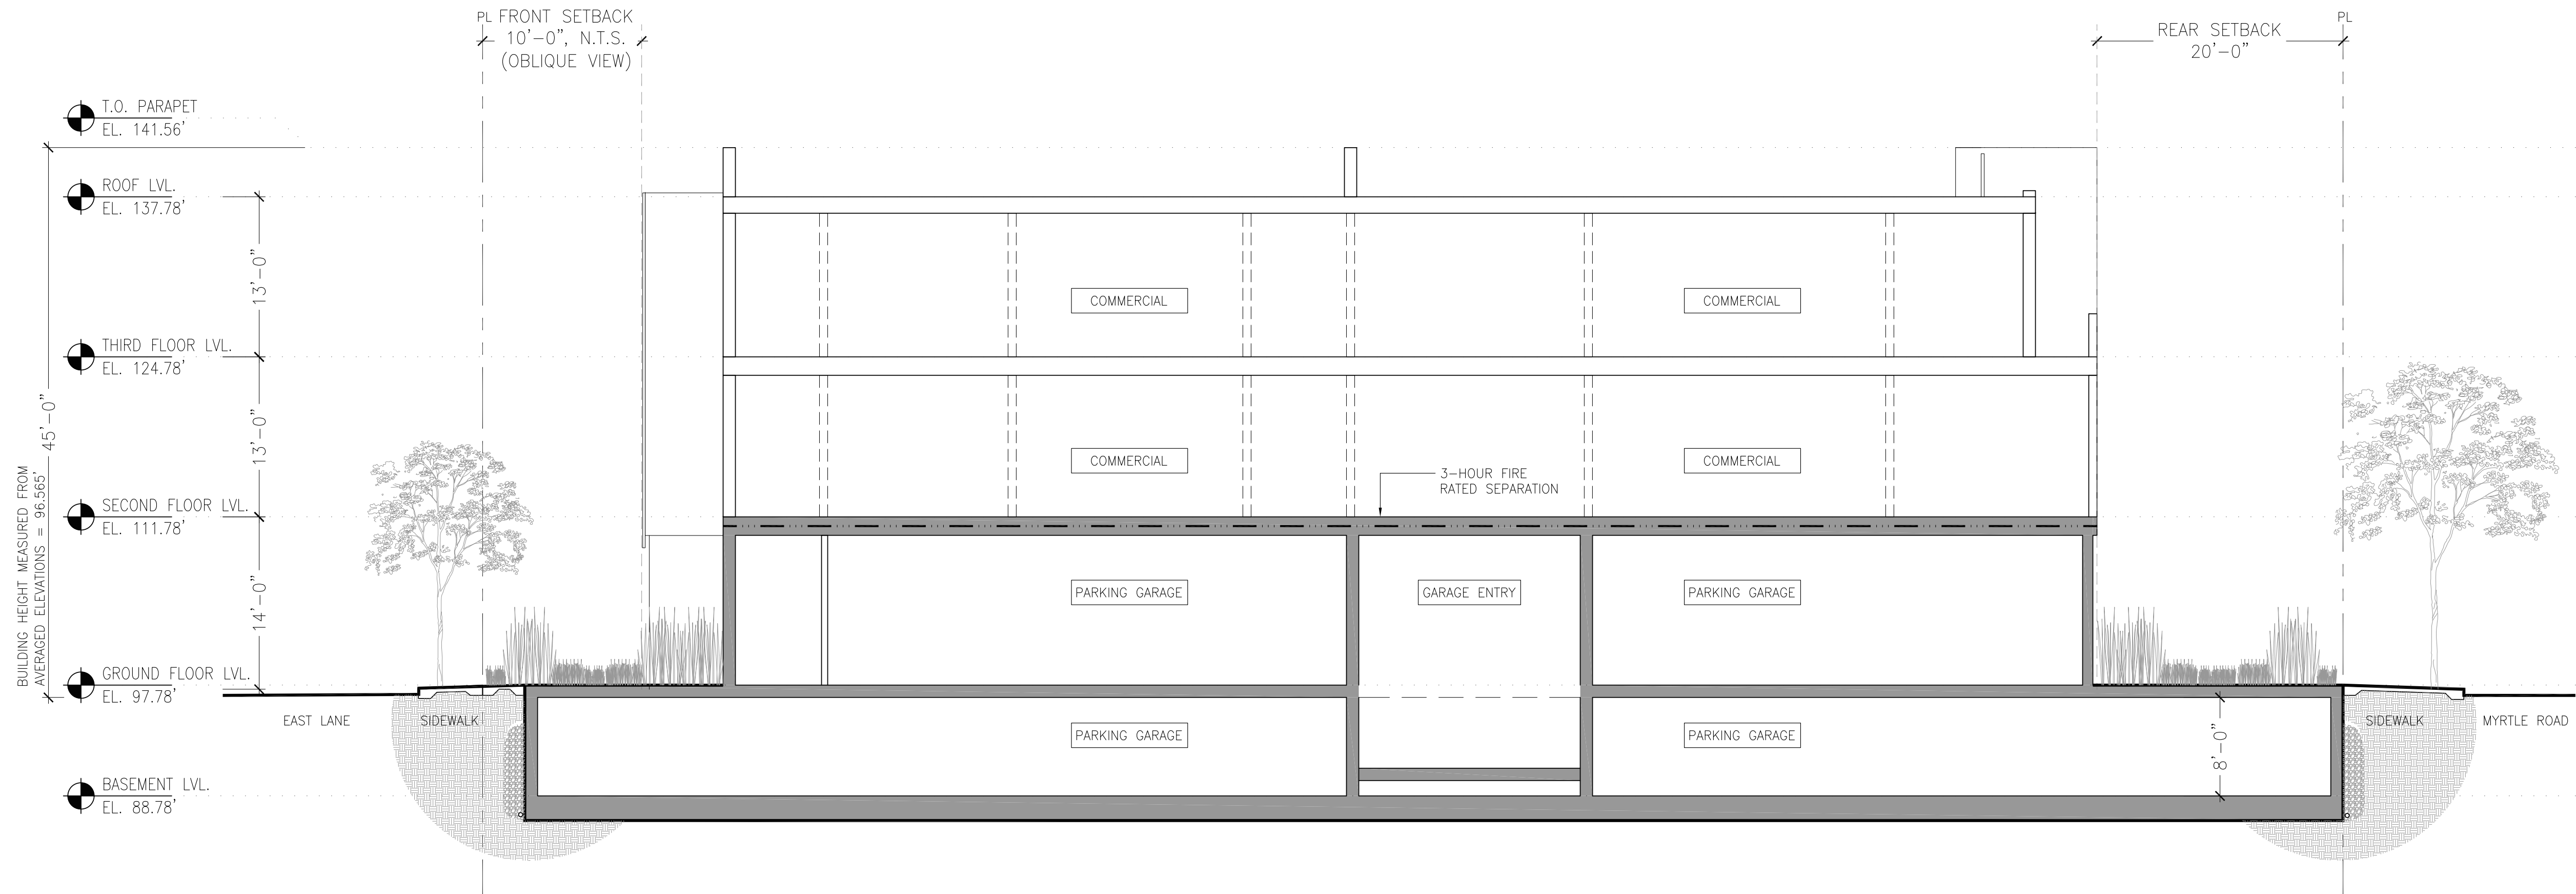 PL FRONT SETBACK
10'-0", N.T.S.
(OBLIQUE VIEW)
PL
REAR SETBACK
20'-0"
T.O. PARAPET
EL. 141.56'
ROOF LVL.
EL. 137.78'
13'-0"
COMMERCIAL
COMMERCIAL
THIRD FLOOR LVL.
EL. 124.78'
45'-0"
BUILDING HEIGHT MEASURED FROM
AVERAGED ELEVATIONS = 96.565'
13'-0"
COMMERCIAL
COMMERCIAL
3-HOUR FIRE
RATED SEPARATION
SECOND FLOOR LVL.
EL. 111.78'
14'-0"
PARKING GARAGE
GARAGE ENTRY
PARKING GARAGE
GROUND FLOOR LVL.
EL. 97.78'
EAST LANE
SIDEWALK
PARKING GARAGE
PARKING GARAGE
8'-0"
SIDEWALK
MYRTLE ROAD
BASEMENT LVL.
EL. 88.78'